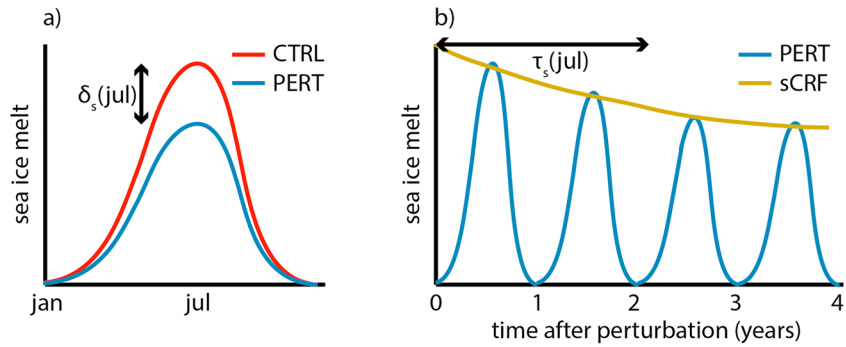 a)
CTRL
PERT
δs(jul)
sea ice melt
jan
jul
b)
τs(jul)
PERT
sCRF
sea ice melt
0
1
2
3
4
time after perturbation (years)